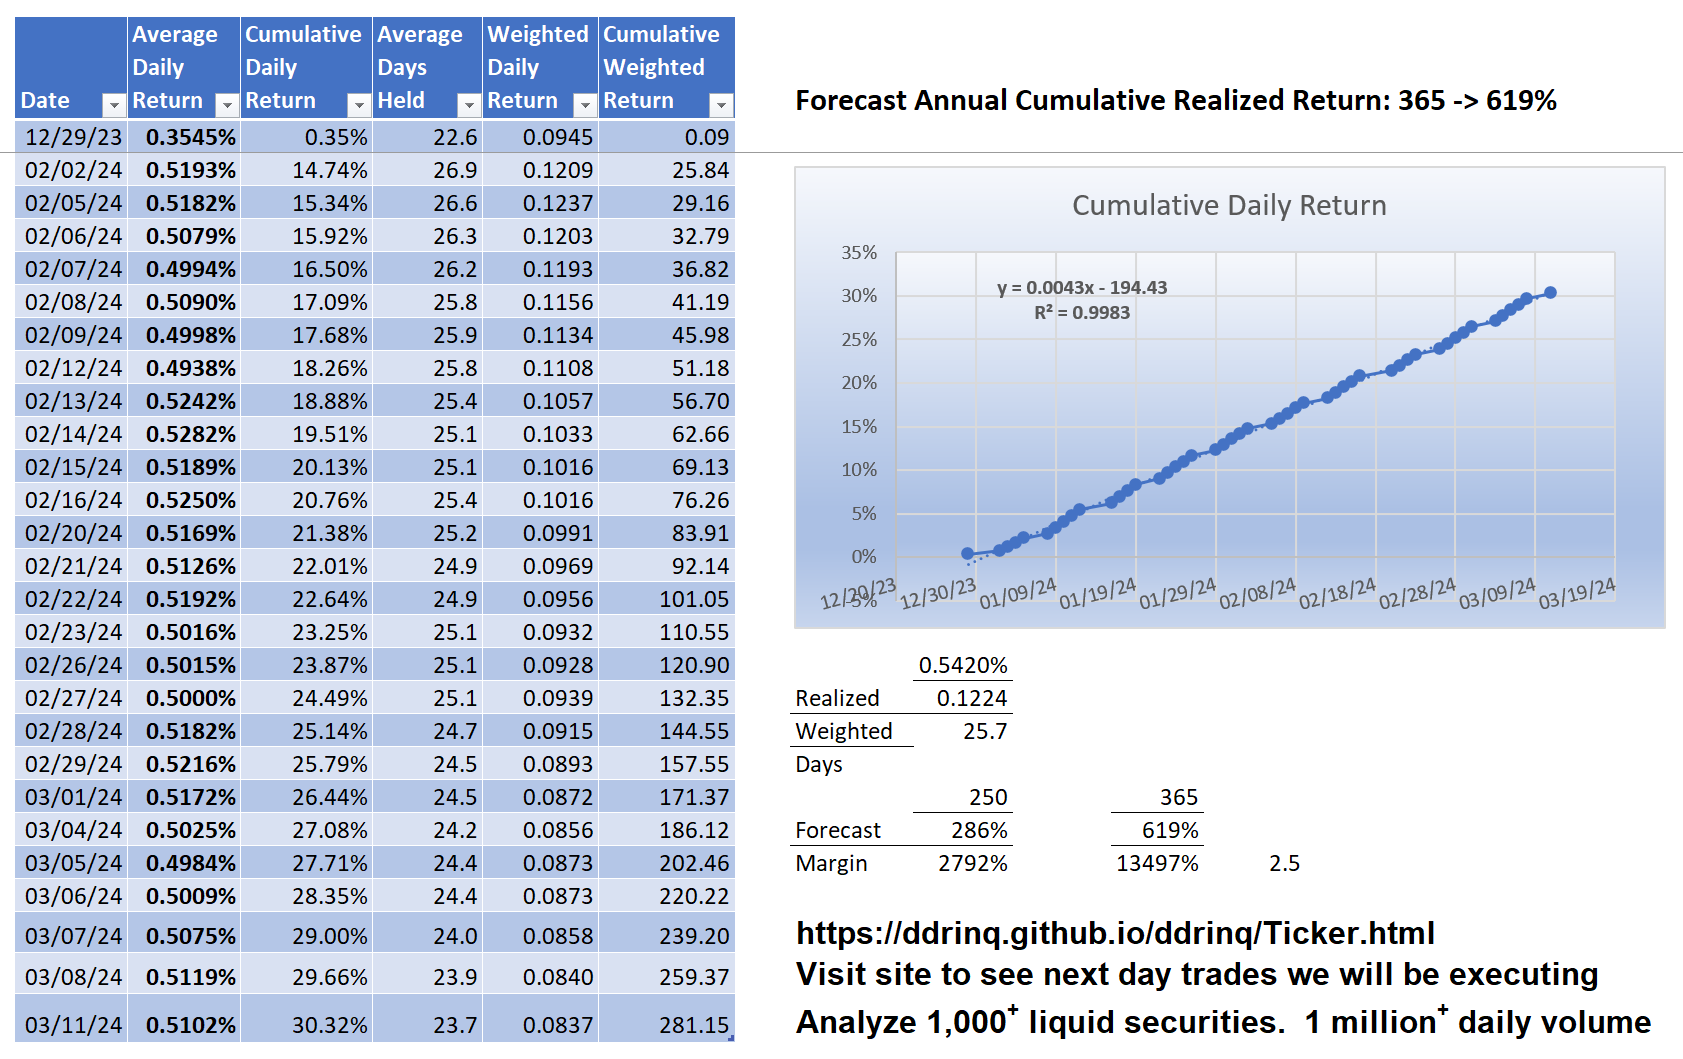 Date Average Daily Return Cumulative Daily Return Average Days Held Weighted Daily Return Cumulative Weighted Return
12/29/23 0.3545% 0.35% 22.6 0.0945 0.09
02/02/24 0.5193% 14.74% 26.9 0.1209 25.84
02/05/24 0.5182% 15.34% 26.6 0.1237 29.16
02/06/24 0.5079% 15.92% 26.3 0.1203 32.79
02/07/24 0.4994% 16.50% 26.2 0.1193 36.82
02/08/24 0.5090% 17.09% 25.8 0.1156 41.19
02/09/24 0.4998% 17.68% 25.9 0.1134 45.98
02/12/24 0.4938% 18.26% 25.8 0.1108 51.18
02/13/24 0.5242% 18.88% 25.4 0.1057 56.70
02/14/24 0.5282% 19.51% 25.1 0.1033 62.66
02/15/24 0.5189% 20.13% 25.1 0.1016 69.13
02/16/24 0.5250% 20.76% 25.4 0.1016 76.26
02/20/24 0.5169% 21.38% 25.2 0.0991 83.91
02/21/24 0.5126% 22.01% 24.9 0.0969 92.14
02/22/24 0.5192% 22.64% 24.9 0.0956 101.05
02/23/24 0.5016% 23.25% 25.1 0.0932 110.55
02/26/24 0.5015% 23.87% 25.1 0.0928 120.90
02/27/24 0.5000% 24.49% 25.1 0.0939 132.35
02/28/24 0.5182% 25.14% 24.7 0.0915 144.55
02/29/24 0.5216% 25.79% 24.5 0.0893 157.55
03/01/24 0.5172% 26.44% 24.5 0.0872 171.37
03/04/24 0.5025% 27.08% 24.2 0.0856 186.12
03/05/24 0.4984% 27.71% 24.4 0.0873 202.46
03/06/24 0.5009% 28.35% 24.4 0.0873 220.22
03/07/24 0.5075% 29.00% 24.0 0.0858 239.20
03/08/24 0.5119% 29.66% 23.9 0.0840 259.37
03/11/24 0.5102% 30.32% 23.7 0.0837 281.15
Forecast Annual Cumulative Realized Return: 365 -> 619%
Cumulative Daily Return
35%
y = 0.0043x - 194.43
R² = 0.9983
30%
25%
20%
15%
10%
5%
0%
-5%
12/20/23 12/30/23 01/09/24 01/19/24 01/29/24 02/08/24 02/18/24 02/28/24 03/09/24 03/19/24
0.5420%
Realized 0.1224
Weighted 25.7
Days
250 365
Forecast 286% 619%
Margin 2792% 13497% 2.5
https://ddrinq.github.io/ddrinq/Ticker.html
Visit site to see next day trades we will be executing
Analyze 1,000⁺ liquid securities. 1 million⁺ daily volume